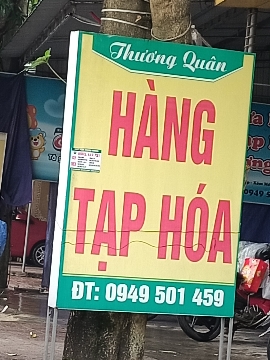 Thương Quân
HÀNG
TẠP HÓA
ĐT: 0949 501 459